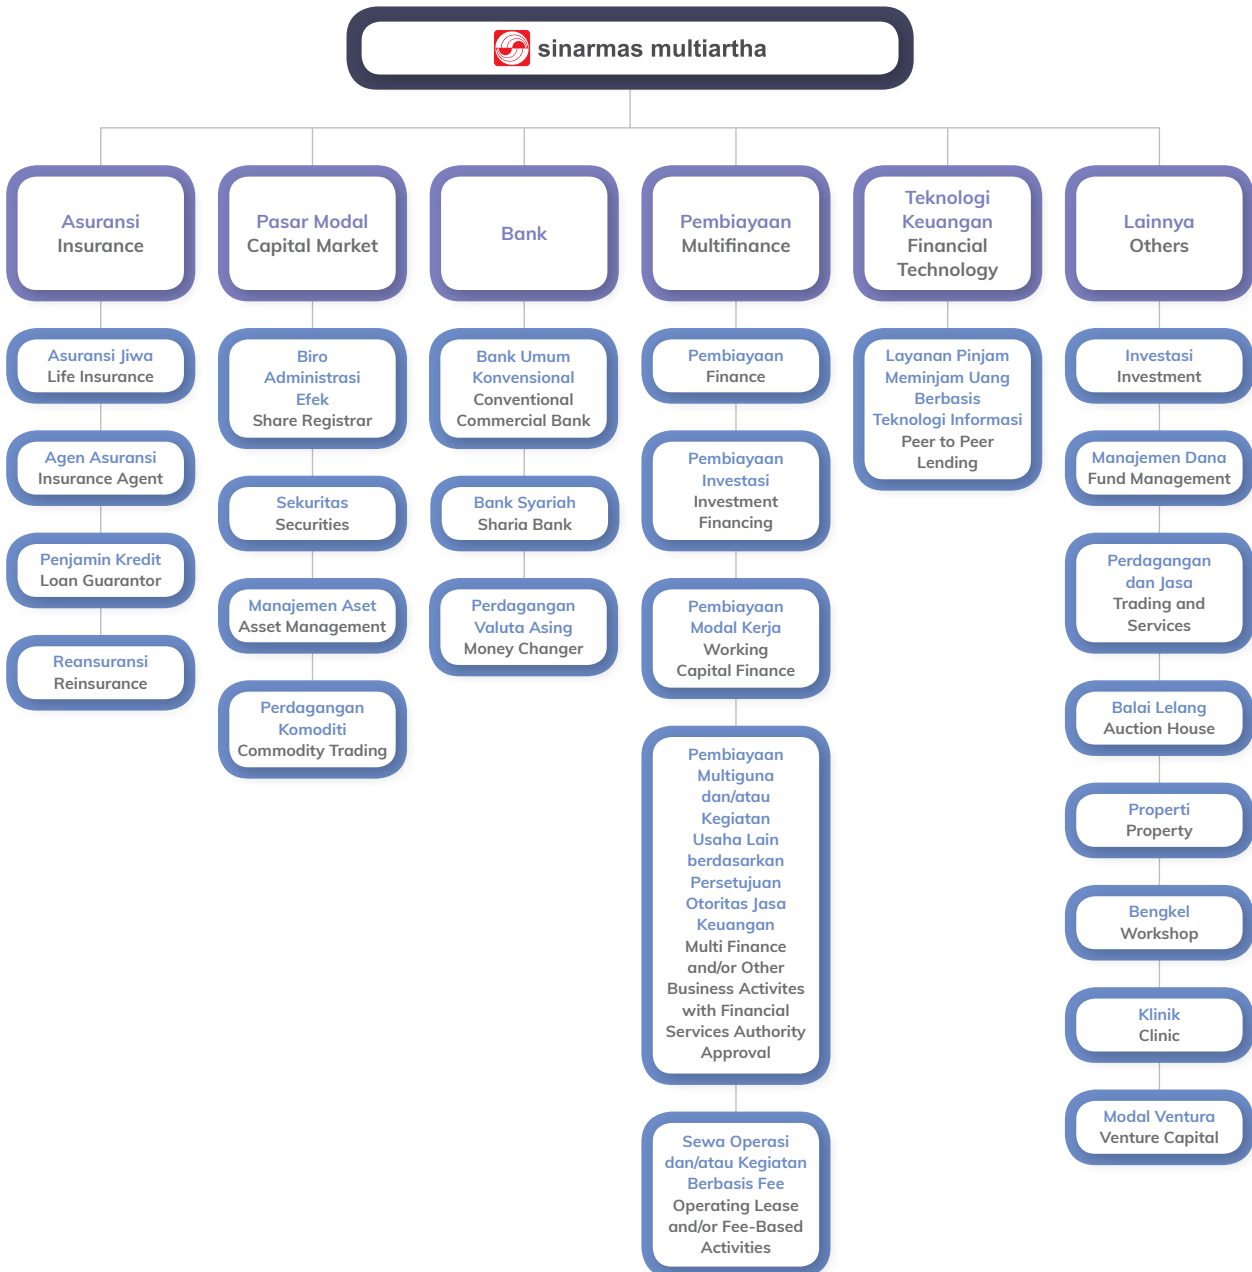 sinarmas multiartha
Asuransi
Insurance
Asuransi Jiwa
Life Insurance
Agen Asuransi
Insurance Agent
Penjamin Kredit
Loan Guarantor
Reansuransi
Reinsurance
Pasar Modal
Capital Market
Biro
Administrasi
Efek
Share Registrar
Sekuritas
Securities
Manajemen Aset
Asset Management
Perdagangan
Komoditi
Commodity Trading
Bank
Bank Umum
Konvensional
Conventional
Commercial Bank
Bank Syariah
Sharia Bank
Perdagangan
Valuta Asing
Money Changer
Pembiayaan
Multifinance
Pembiayaan
Finance
Pembiayaan
Investasi
Investment
Financing
Pembiayaan
Modal Kerja
Working
Capital Finance
Pembiayaan
Multiguna
dan/atau
Kegiatan
Usaha Lain
berdasarkan
Persetujuan
Otoritas Jasa
Keuangan
Multi Finance
and/or Other
Business Activites
with Financial
Services Authority
Approval
Sewa Operasi
dan/atau Kegiatan
Berbasis Fee
Operating Lease
and/or Fee-Based
Activities
Teknologi
Keuangan
Financial
Technology
Layanan Pinjam
Meminjam Uang
Berbasis
Teknologi Informasi
Peer to Peer
Lending
Lainnya
Others
Investasi
Investment
Manajemen Dana
Fund Management
Perdagangan
dan Jasa
Trading and
Services
Balai Lelang
Auction House
Properti
Property
Bengkel
Workshop
Klinik
Clinic
Modal Ventura
Venture Capital